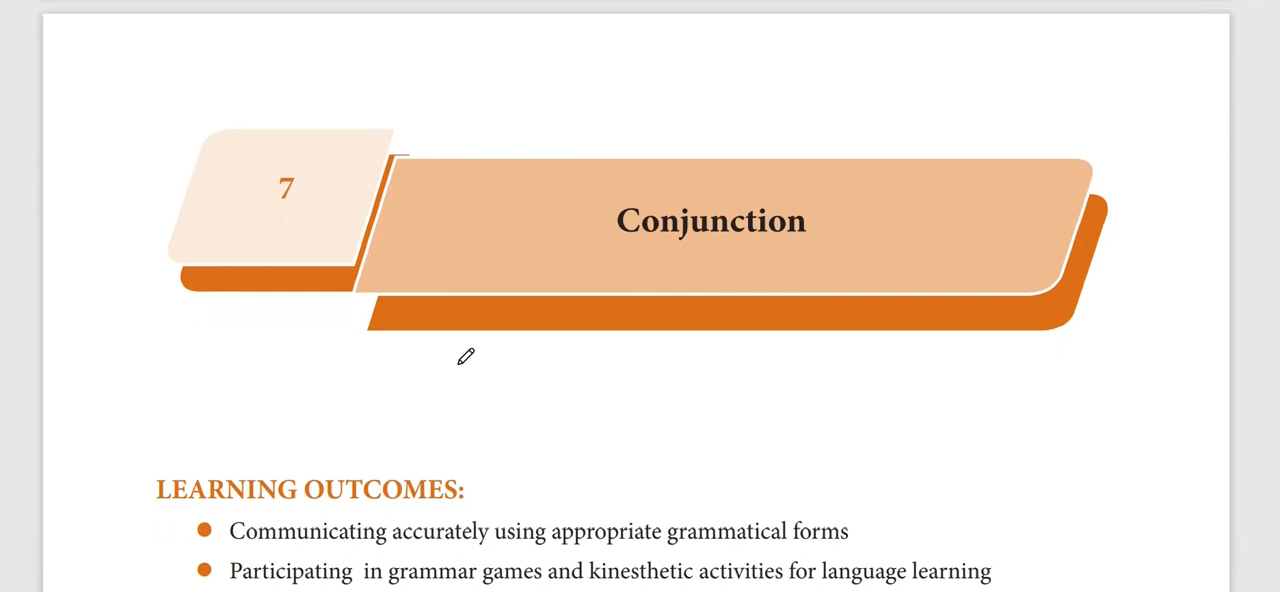 7
Conjunction
LEARNING OUTCOMES:
Communicating accurately using appropriate grammatical forms
Participating in grammar games and kinesthetic activities for language learning